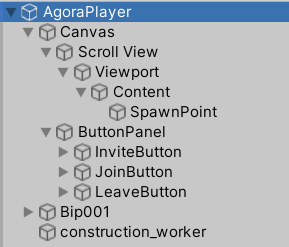 AgoraPlayer
Canvas
Scroll View
Viewport
Content
SpawnPoint
ButtonPanel
InviteButton
JoinButton
LeaveButton
Bip001
construction_worker